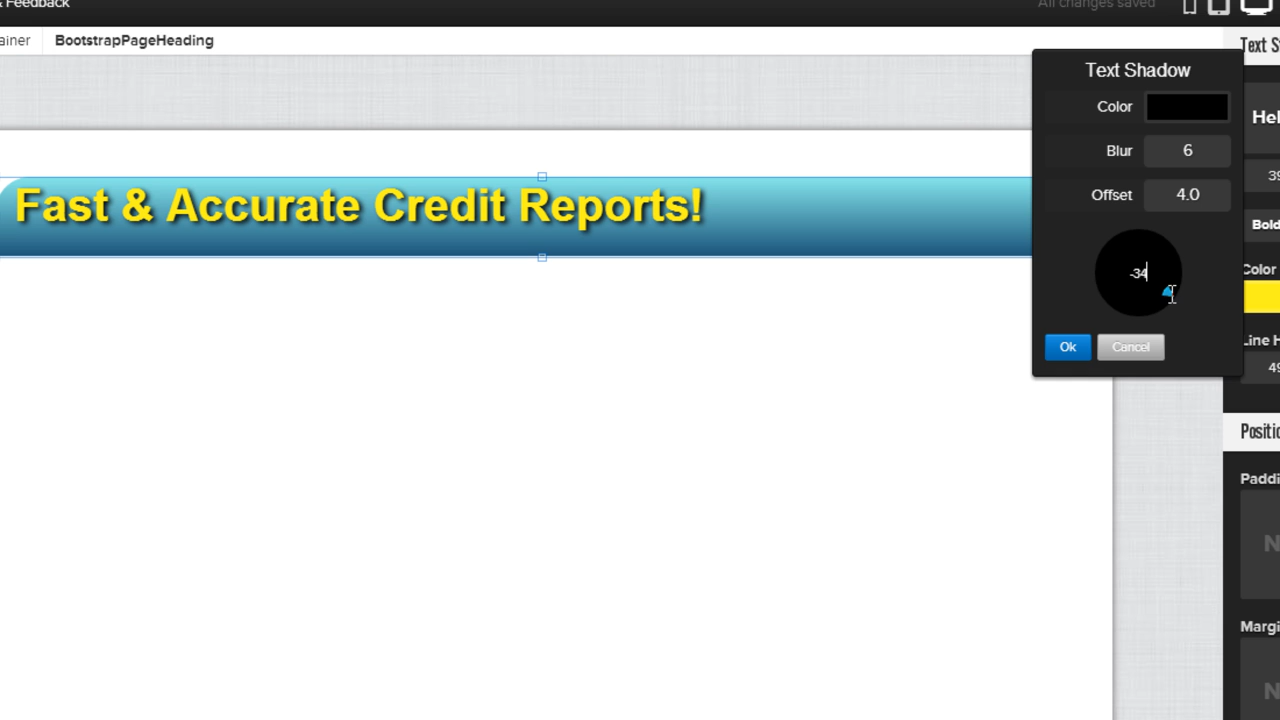 & Feedback
All changes saved
ainer
BootstrapPageHeading
Text S
Text Shadow
Color
Hel
Blur
6
39
Offset
4.0
Fast & Accurate Credit Reports!
Bold
Color
-34
Line H
Ok
Cancel
49
Positio
Paddi
N
Margi
N